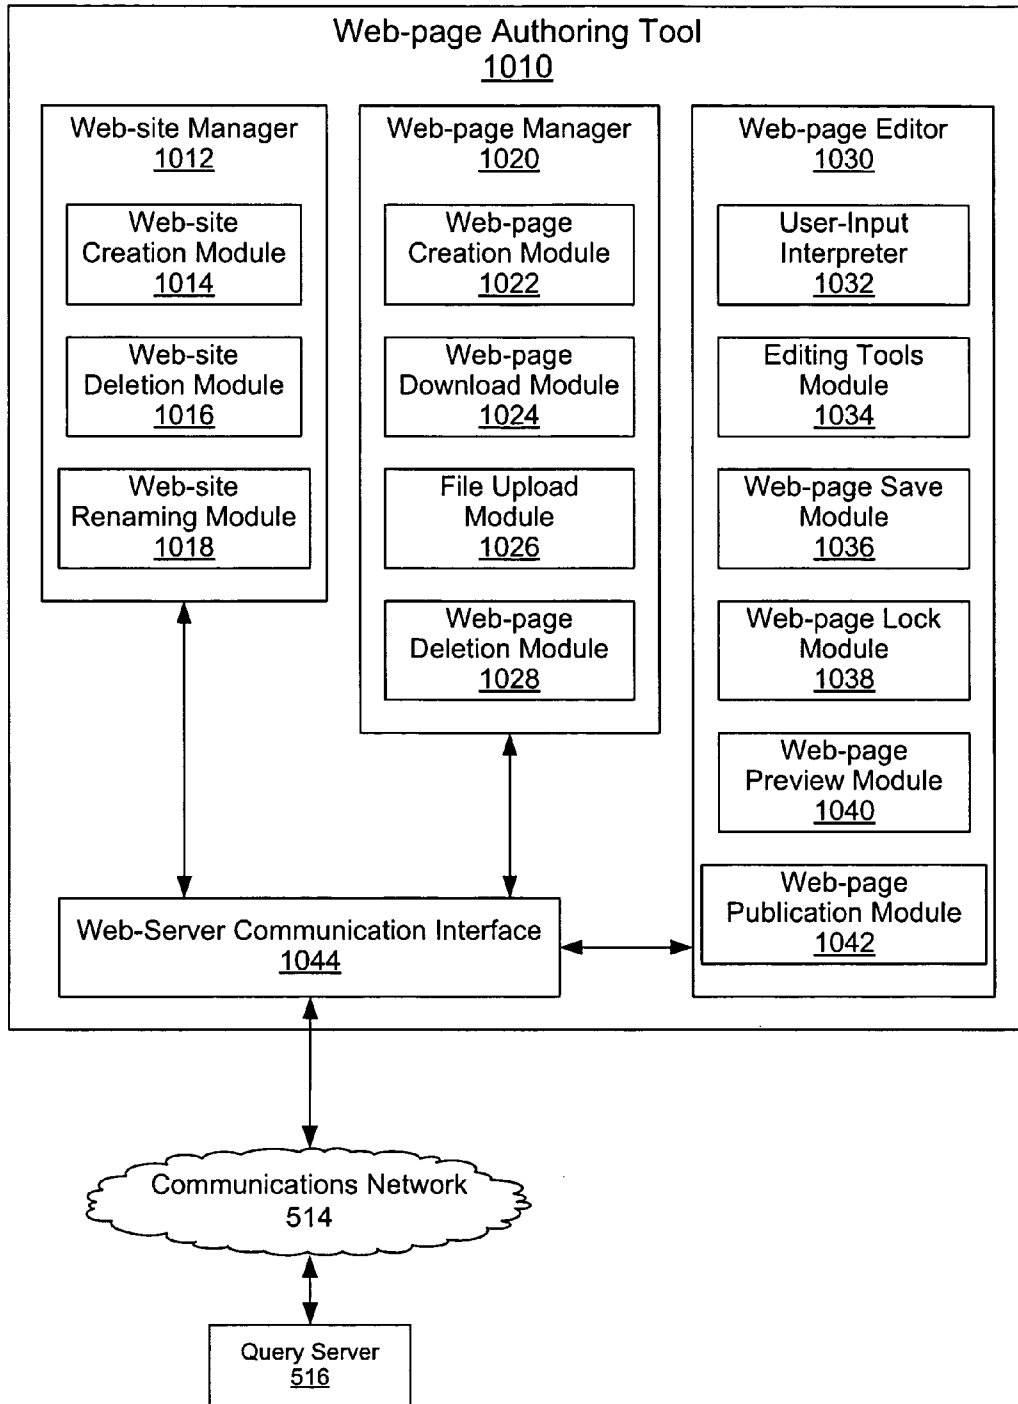 Web-page Authoring Tool
1010
Web-site Manager
1012
Web-site
Creation Module
1014
Web-site
Deletion Module
1016
Web-site
Renaming Module
1018
Web-page Manager
1020
Web-page
Creation Module
1022
Web-page
Download Module
1024
File Upload
Module
1026
Web-page
Deletion Module
1028
Web-page Editor
1030
User-Input
Interpreter
1032
Editing Tools
Module
1034
Web-page Save
Module
1036
Web-page Lock
Module
1038
Web-page
Preview Module
1040
Web-page
Publication Module
1042
Web-Server Communication Interface
1044
Communications Network
514
Query Server
516